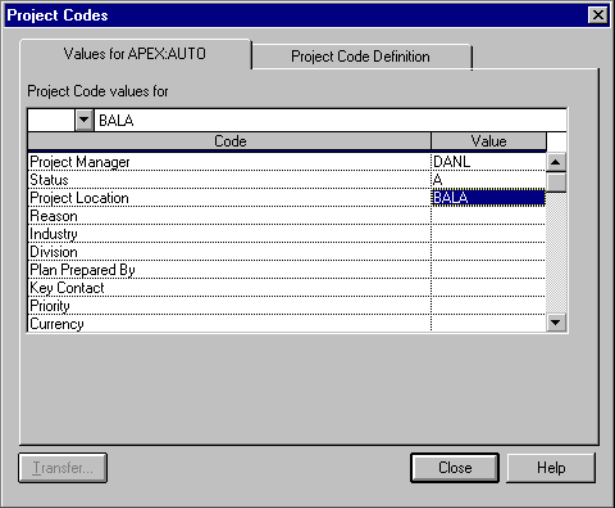 Project Codes
Values for APEX:AUTO
Project Code Definition
Project Code values for
BALA
Code Value
Project Manager DANL
Status A
Project Location BALA
Reason
Industry
Division
Plan Prepared By
Key Contact
Priority
Currency
Transfer...
Close
Help